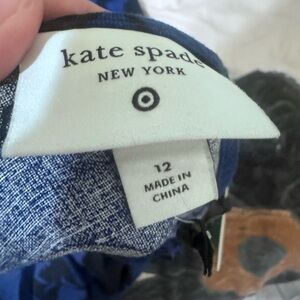 kate spade
NEW YORK
12
MADE IN
CHINA